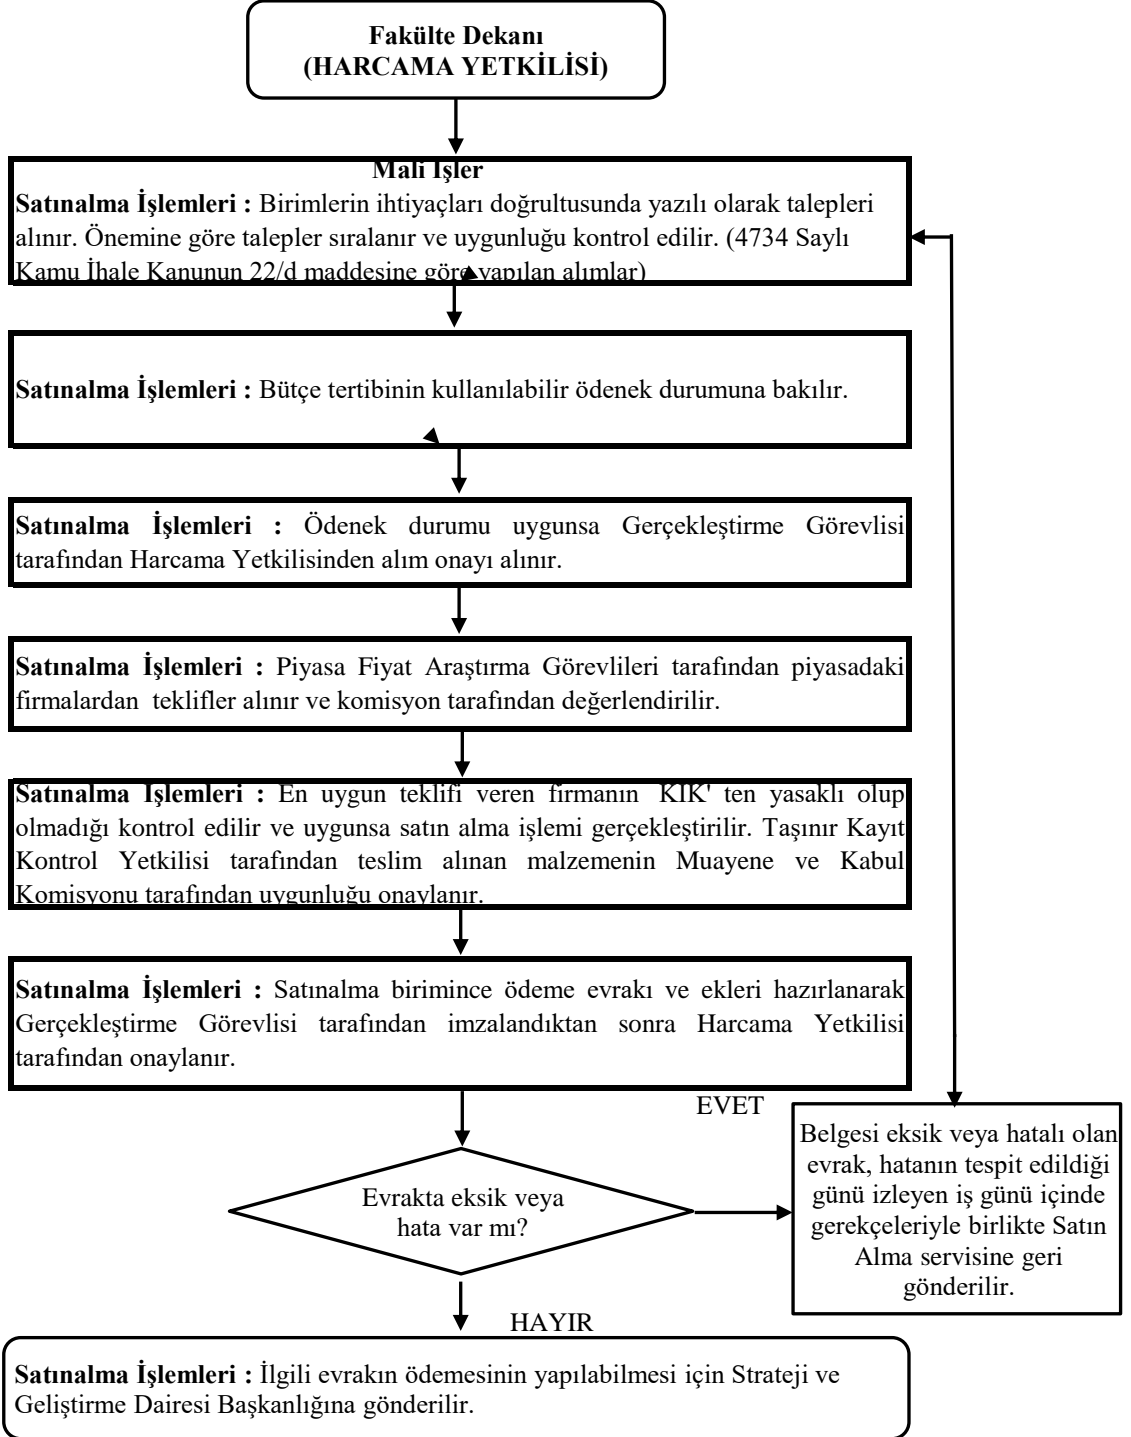 Fakülte Dekanı
(HARCAMA YETKİLİSİ)
Mali İşler
Satınalma İşlemleri : Birimlerin ihtiyaçları doğrultusunda yazılı olarak talepleri
alınır. Önemine göre talepler sıralanır ve uygunluğu kontrol edilir. (4734 Saylı
Kamu İhale Kanunun 22/d maddesine göre yapılan alımlar)
Satınalma İşlemleri : Bütçe tertibinin kullanılabilir ödenek durumuna bakılır.
Satınalma İşlemleri : Ödenek durumu uygunsa Gerçekleştirme Görevlisi
tarafından Harcama Yetkilisinden alım onayı alınır.
Satınalma İşlemleri : Piyasa Fiyat Araştırma Görevlileri tarafından piyasadaki
firmalardan teklifler alınır ve komisyon tarafından değerlendirilir.
Satınalma İşlemleri : En uygun teklifi veren firmanın KİK' ten yasaklı olup
olmadığı kontrol edilir ve uygunsa satın alma işlemi gerçekleştirilir. Taşınır Kayıt
Kontrol Yetkilisi tarafından teslim alınan malzemenin Muayene ve Kabul
Komisyonu tarafından uygunluğu onaylanır.
Satınalma İşlemleri : Satınalma birimince ödeme evrakı ve ekleri hazırlanarak
Gerçekleştirme Görevlisi tarafından imzalandıktan sonra Harcama Yetkilisi
tarafından onaylanır.
EVET
Belgesi eksik veya hatalı olan
evrak, hatanın tespit edildiği
günü izleyen iş günü içinde
gerekçeleriyle birlikte Satın
Alma servisine geri
gönderilir.
Evrakta eksik veya
hata var mı?
HAYIR
Satınalma İşlemleri : İlgili evrakın ödemesinin yapılabilmesi için Strateji ve
Geliştirme Dairesi Başkanlığına gönderilir.